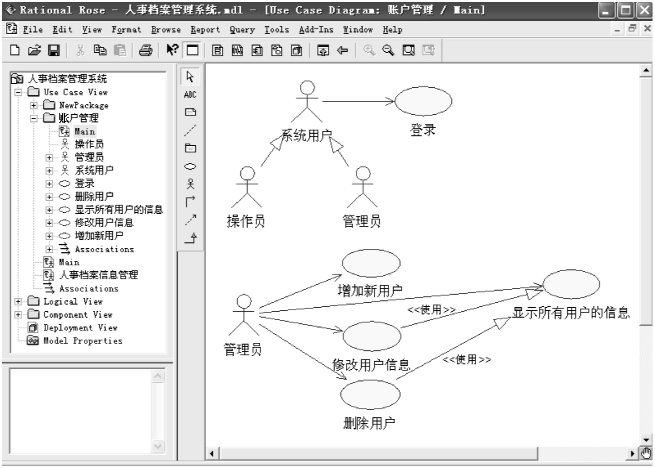 Rational Rose - 人事档案管理系统.mdl - [Use Case Diagram: 账户管理 / Main]
File Edit View Format Browse Report Query Tools Add-Ins Window Help
人事档案管理系统
Use Case View
NewPackage
账户管理
Main
操作员
管理员
系统用户
登录
删除用户
显示所有用户的信息
修改用户信息
增加新用户
Associations
Main
人事档案信息管理
Associations
Logical View
Component View
Deployment View
Model Properties
ABC
系统用户
登录
操作员
管理员
增加新用户
管理员
<<使用>>
显示所有用户的信息
修改用户信息
<<使用>>
删除用户